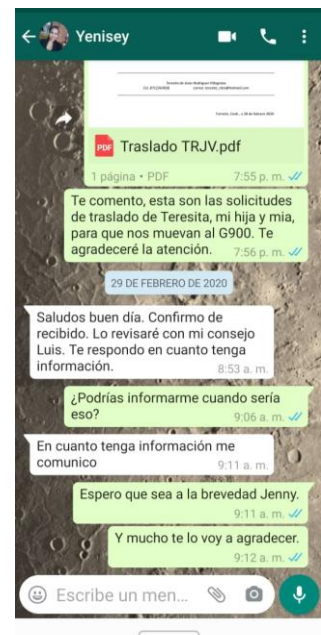 Yenisey
PDF Traslado TRJV.pdf
1 página • PDF 7:55 p. m.
Te comento, esta son las solicitudes
de traslado de Teresita, mi hija y mia,
para que nos muevan al G900. Te
agradeceré la atención. 7:56 p. m.
29 DE FEBRERO DE 2020
Saludos buen día. Confirmo de
recibido. Lo revisaré con mi consejo
Luis. Te respondo en cuanto tenga
información. 8:53 a. m.
¿Podrías informarme cuando sería
eso? 9:06 a. m.
En cuanto tenga información me
comunico 9:11 a. m.
Espero que sea a la brevedad Jenny.
9:11 a. m.
Y mucho te lo voy a agradecer.
9:12 a. m.
Escribe un men...